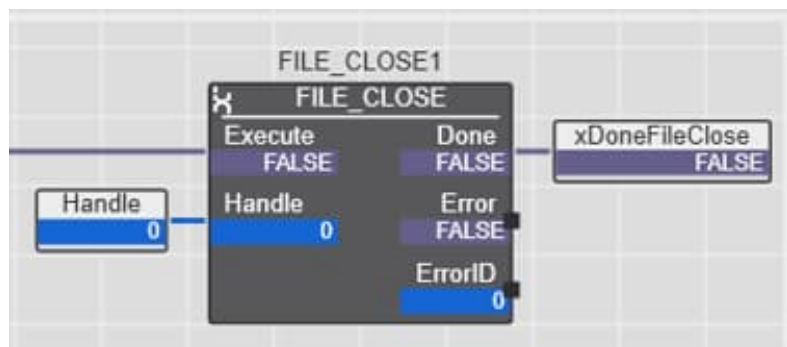 FILE_CLOSE1
FILE_CLOSE
Execute Done
FALSE FALSE
xDoneFileClose
FALSE
Handle
0
Handle Error
0 FALSE
ErrorID
0